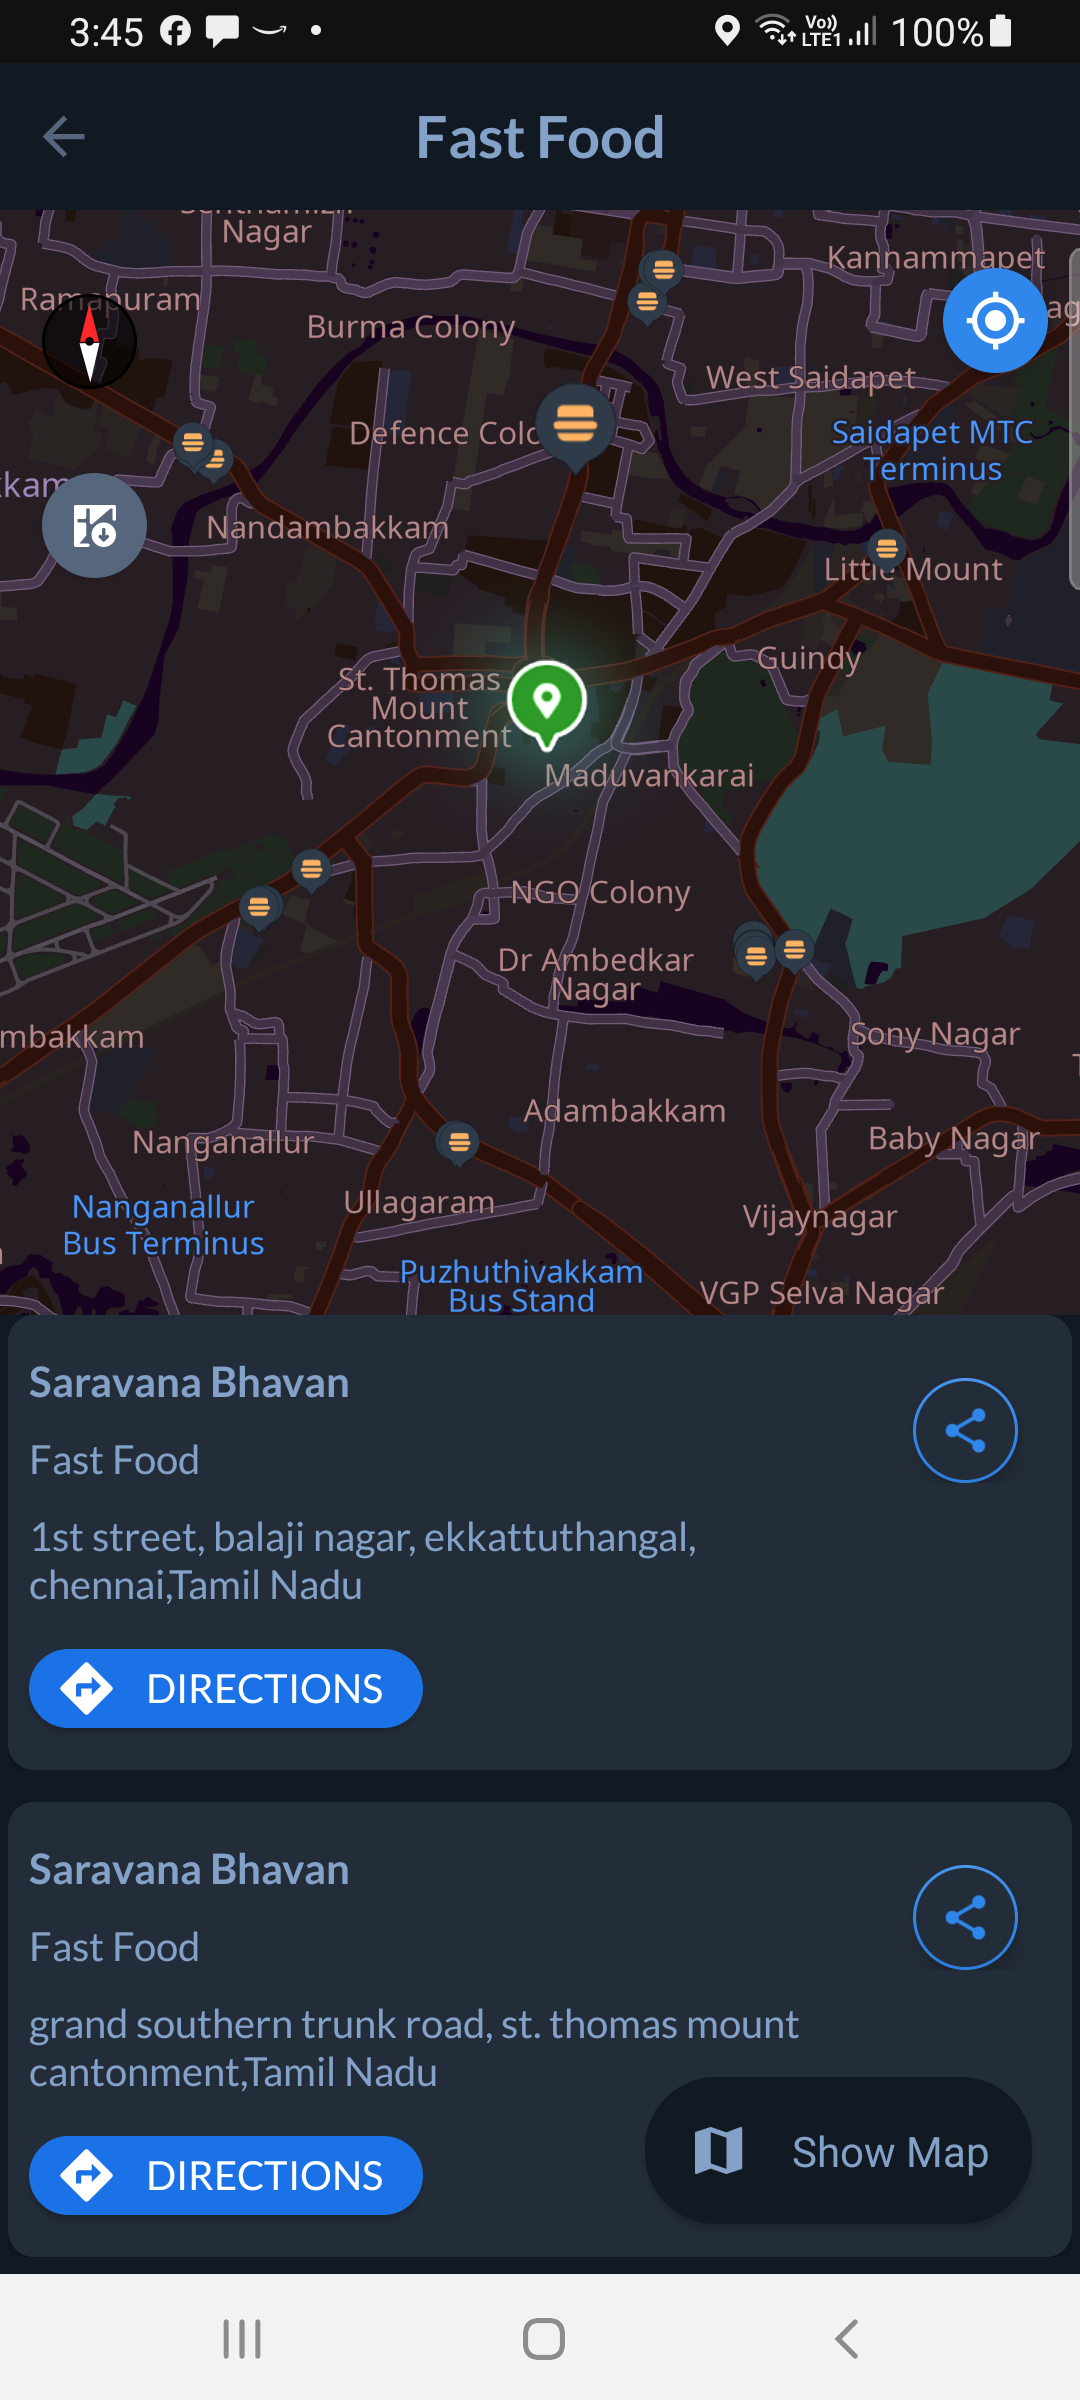 3:45
Vo))
LTE1
100%
Fast Food
Nagar
Kannammapet
Ramapuram
Burma Colony
West Saidapet
Defence Colo
Saidapet MTC
Terminus
Nandambakkam
Little Mount
Guindy
St. Thomas
Mount
Cantonment
Maduvankarai
NGO Colony
Dr Ambedkar
Nagar
Sony Nagar
mbakkam
Adambakkam
Baby Nagar
Nanganallur
Ullagaram
Nanganallur
Bus Terminus
Vijaynagar
Puzhuthivakkam
Bus Stand
VGP Selva Nagar
Saravana Bhavan
Fast Food
1st street, balaji nagar, ekkattuthangal,
chennai,Tamil Nadu
DIRECTIONS
Saravana Bhavan
Fast Food
grand southern trunk road, st. thomas mount
cantonment,Tamil Nadu
DIRECTIONS
Show Map